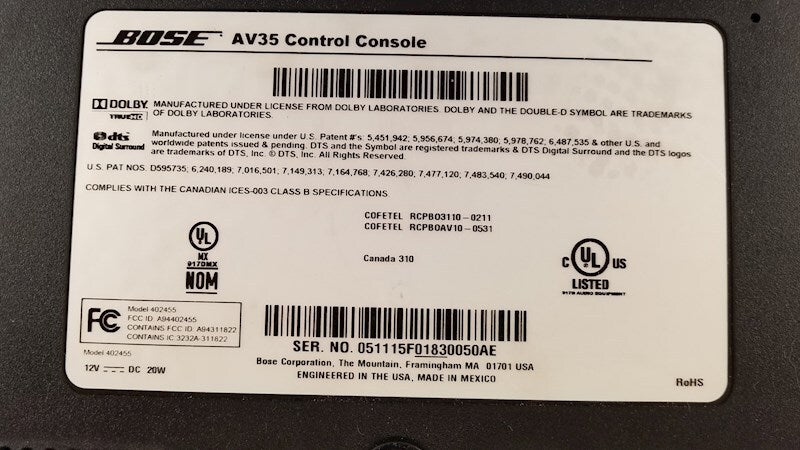 BOSE AV35 Control Console
DOLBY TRUEHD
MANUFACTURED UNDER LICENSE FROM DOLBY LABORATORIES. DOLBY AND THE DOUBLE-D SYMBOL ARE TRADEMARKS
OF DOLBY LABORATORIES.
dts Digital Surround
Manufactured under license under U.S. Patent #'s: 5,451,942; 5,956,674; 5,974,380; 5,978,762; 6,487,535 & other U.S. and
worldwide patents issued & pending. DTS and the Symbol are registered trademarks & DTS Digital Surround and the DTS logos
are trademarks of DTS, Inc. © DTS, Inc. All Rights Reserved.
U.S. PAT NOS. D595735; 6,240,189; 7,016,501; 7,149,313; 7,164,768; 7,426,280; 7,477,120; 7,483,540; 7,490,044
COMPLIES WITH THE CANADIAN ICES-003 CLASS B SPECIFICATIONS
COFETEL RCPBO3110-0211
COFETEL RCPBOAV10-0531
UL
MX
917DMX
NOM
Canada 310
C UL US
LISTED
917D AUDIO EQUIPMENT
FC
Model 402455
FCC ID. A94402455
CONTAINS FCC ID. A94311822
CONTAINS IC 3232A-311822
Model 402455
12V DC 20W
SER. NO. 051115F01830050AE
Bose Corporation, The Mountain, Framingham MA 01701 USA
ENGINEERED IN THE USA, MADE IN MEXICO
RoHS